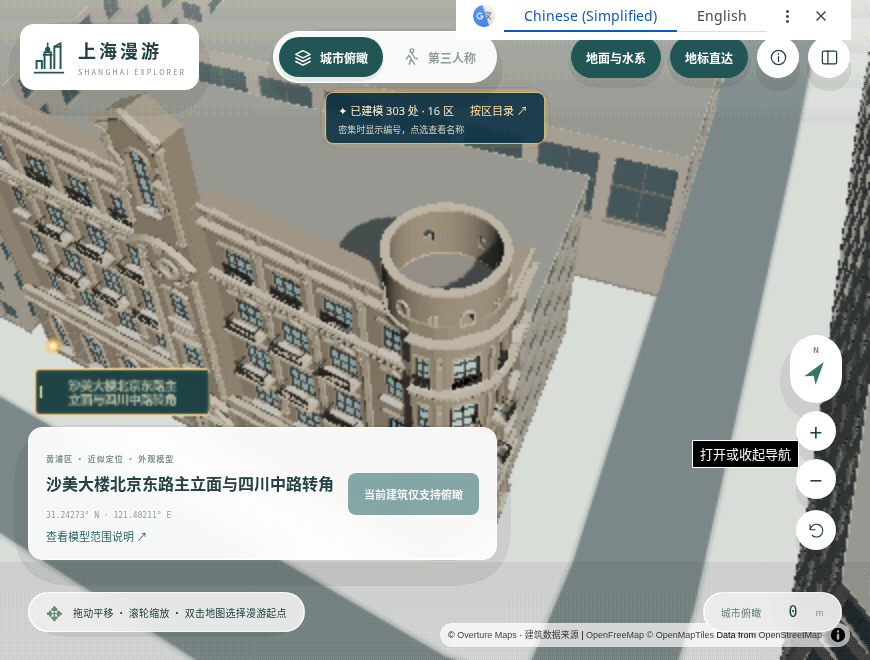 Chinese (Simplified)
English
上海漫游
SHANGHAI EXPLORER
城市俯瞰
第三人称
地面与水系
地标直达
✦ 已建模 303 处 · 16 区 按区目录 ↗
密集时显示编号，点选查看名称
N
沙美大楼北京东路主
立面与四川中路转角
打开或收起导航
黄浦区 · 近似定位 · 外观模型
沙美大楼北京东路主立面与四川中路转角
当前建筑仅支持俯瞰
31.24273° N · 121.48211° E
查看模型范围说明 ↗
拖动平移 · 滚轮缩放 · 双击地图选择漫游起点
城市俯瞰 0 m
© Overture Maps · 建筑数据来源 | OpenFreeMap © OpenMapTiles Data from OpenStreetMap